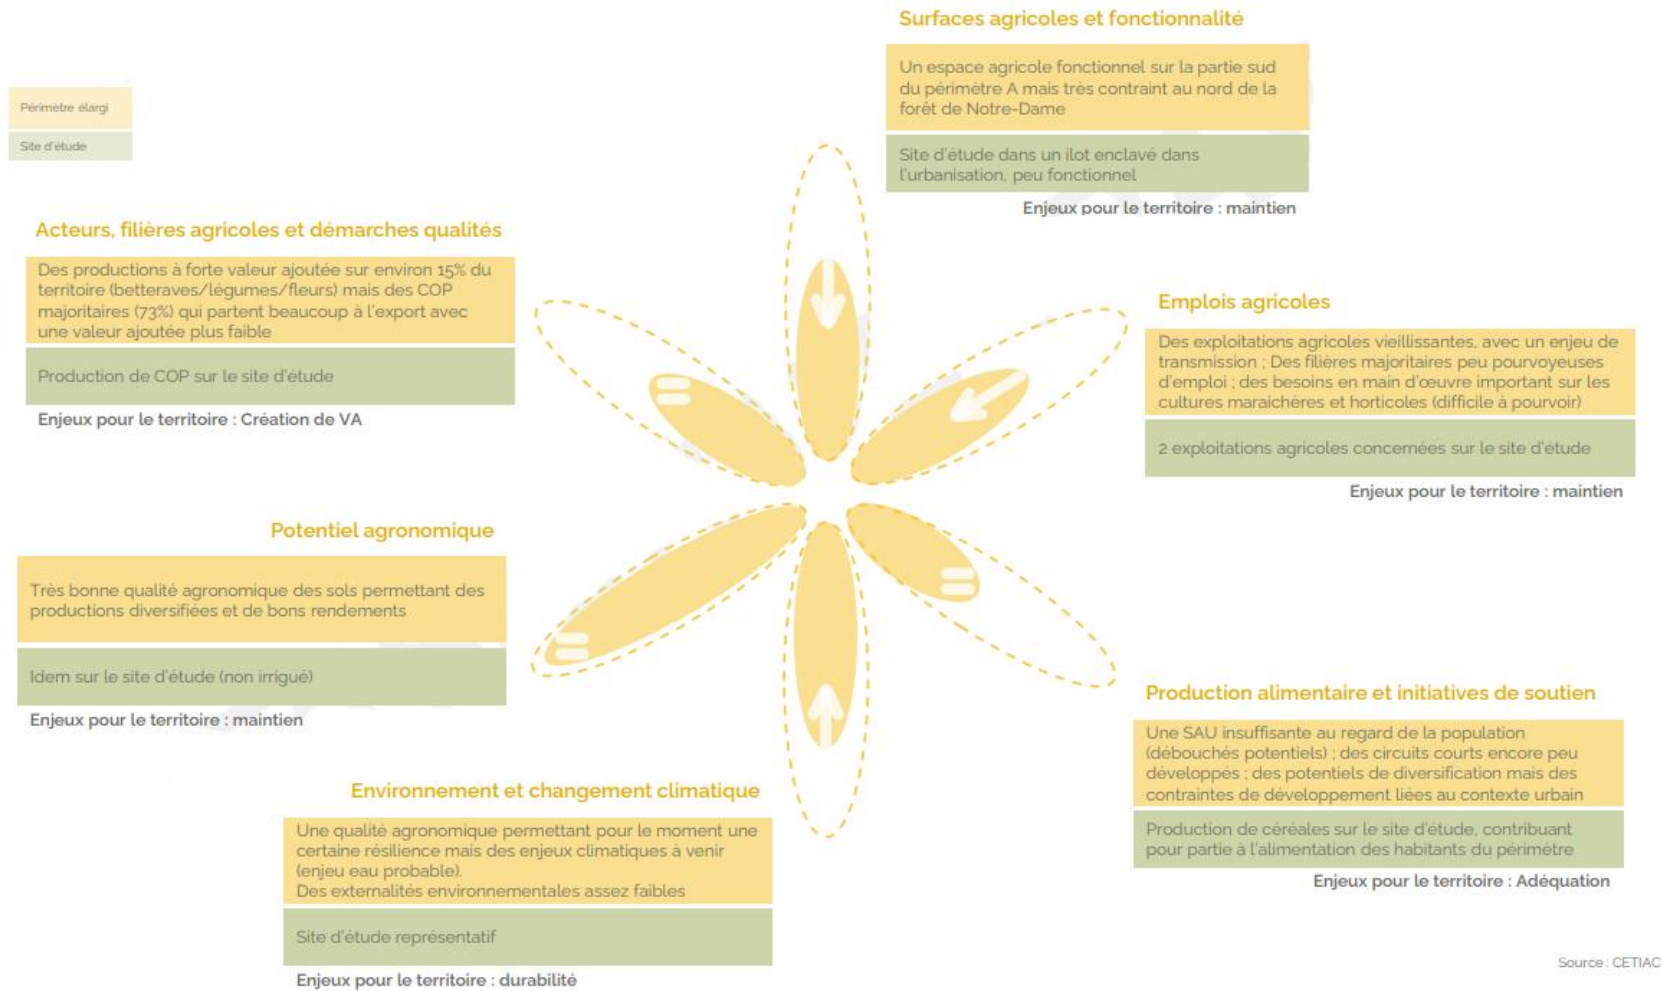 Périmètre élargi
Site d'étude
Surfaces agricoles et fonctionnalité
Un espace agricole fonctionnel sur la partie sud
du périmètre A mais très contraint au nord de la
forêt de Notre-Dame
Site d'étude dans un ilot enclavé dans
l'urbanisation, peu fonctionnel
Enjeux pour le territoire : maintien
Acteurs, filières agricoles et démarches qualités
Des productions à forte valeur ajoutée sur environ 15% du
territoire (betteraves/légumes/fleurs) mais des COP
majoritaires (73%) qui partent beaucoup à l'export avec
une valeur ajoutée plus faible
Production de COP sur le site d'étude
Enjeux pour le territoire : Création de VA
Emplois agricoles
Des exploitations agricoles vieillissantes, avec un enjeu de
transmission ; Des filières majoritaires peu pourvoyeuses
d'emploi ; des besoins en main d'œuvre important sur les
cultures maraichères et horticoles (difficile à pourvoir)
2 exploitations agricoles concernées sur le site d'étude
Enjeux pour le territoire : maintien
Potentiel agronomique
Très bonne qualité agronomique des sols permettant des
productions diversifiées et de bons rendements
Idem sur le site d'étude (non irrigué)
Enjeux pour le territoire : maintien
Production alimentaire et initiatives de soutien
Une SAU insuffisante au regard de la population
(débouchés potentiels) ; des circuits courts encore peu
développés ; des potentiels de diversification mais des
contraintes de développement liées au contexte urbain
Production de céréales sur le site d'étude, contribuant
pour partie à l'alimentation des habitants du périmètre
Enjeux pour le territoire : Adéquation
Environnement et changement climatique
Une qualité agronomique permettant pour le moment une
certaine résilience mais des enjeux climatiques à venir
(enjeu eau probable).
Des externalités environnementales assez faibles
Site d'étude représentatif
Enjeux pour le territoire : durabilité
Source : CETIAC